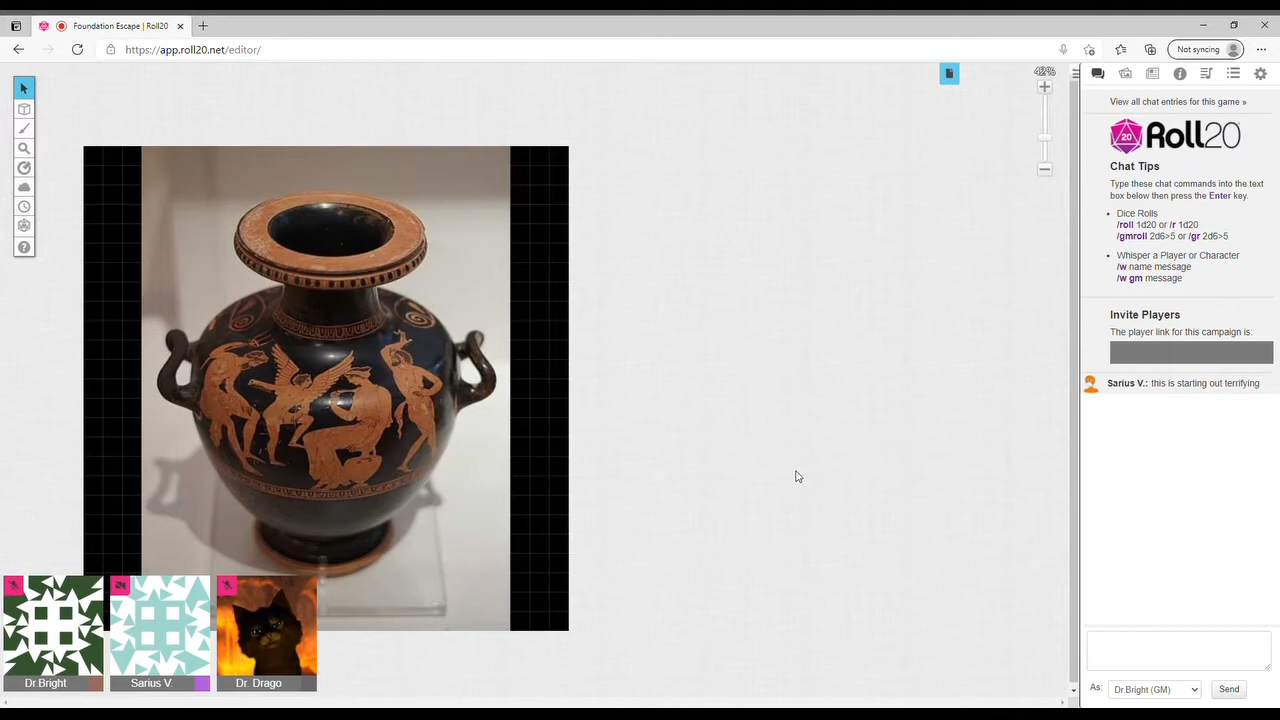 Foundation Escape | Roll20
https://app.roll20.net/editor/
Not syncing
42%
View all chat entries for this game »
20
Roll20
Chat Tips
Type these chat commands into the text
box below then press the Enter key.
• Dice Rolls
/roll 1d20 or /r 1d20
/gmroll 2d6>5 or /gr 2d6>5
• Whisper a Player or Character
/w name message
/w gm message
Invite Players
The player link for this campaign is:
Sarius V.: this is starting out terrifying
Dr.Bright
Sarius V.
Dr. Drago
As:
Dr.Bright (GM)
Send